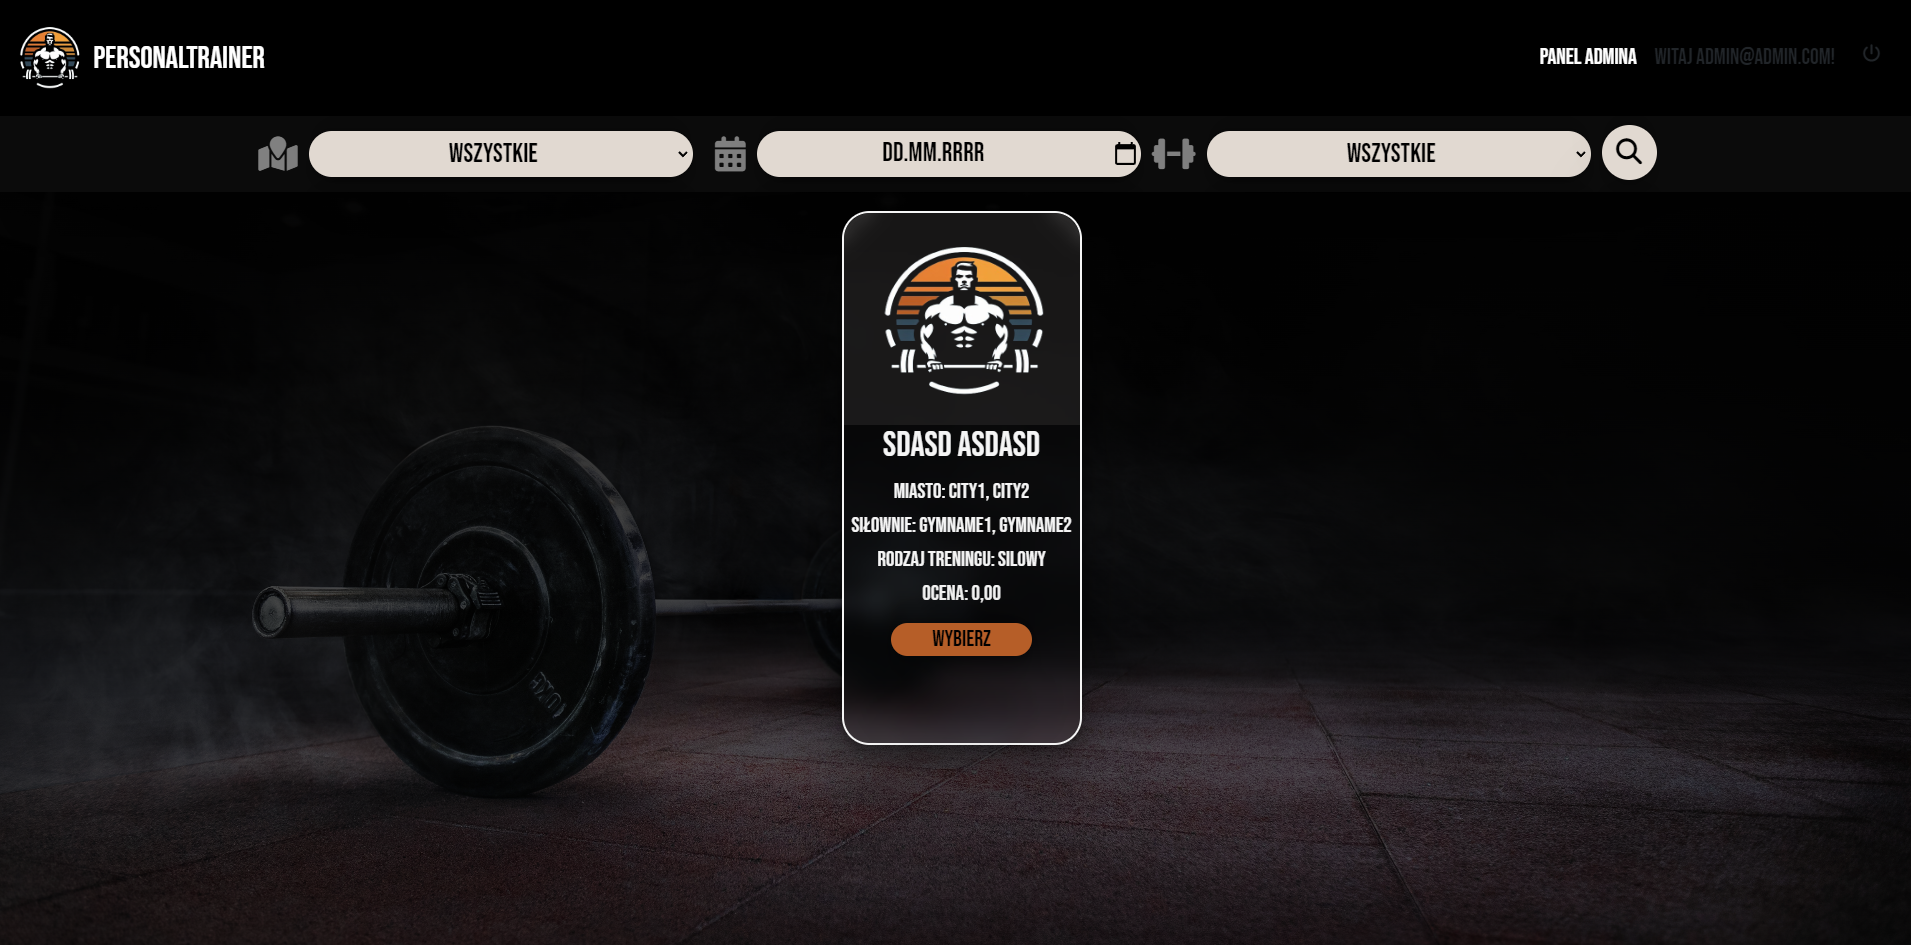 PERSONALTRAINER
PANEL ADMINA WITAJ ADMIN@ADMIN.COM!
WSZYSTKIE DD.MM.RRRR WSZYSTKIE
SDASD ASDASD
MIASTO: CITY1, CITY2
SIŁOWNIE: GYMNAME1, GYMNAME2
RODZAJ TRENINGU: SILOWY
OCENA: 0,00
WYBIERZ